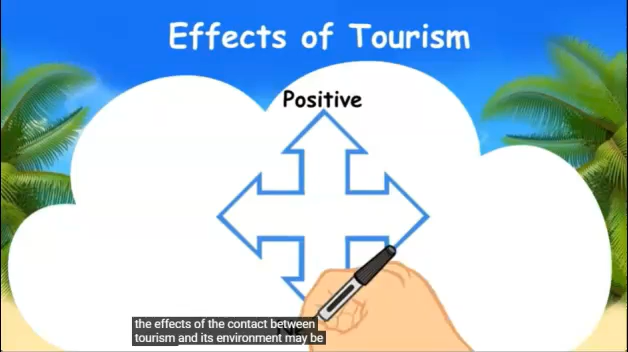 Effects of Tourism
Positive
the effects of the contact between
tourism and its environment may be